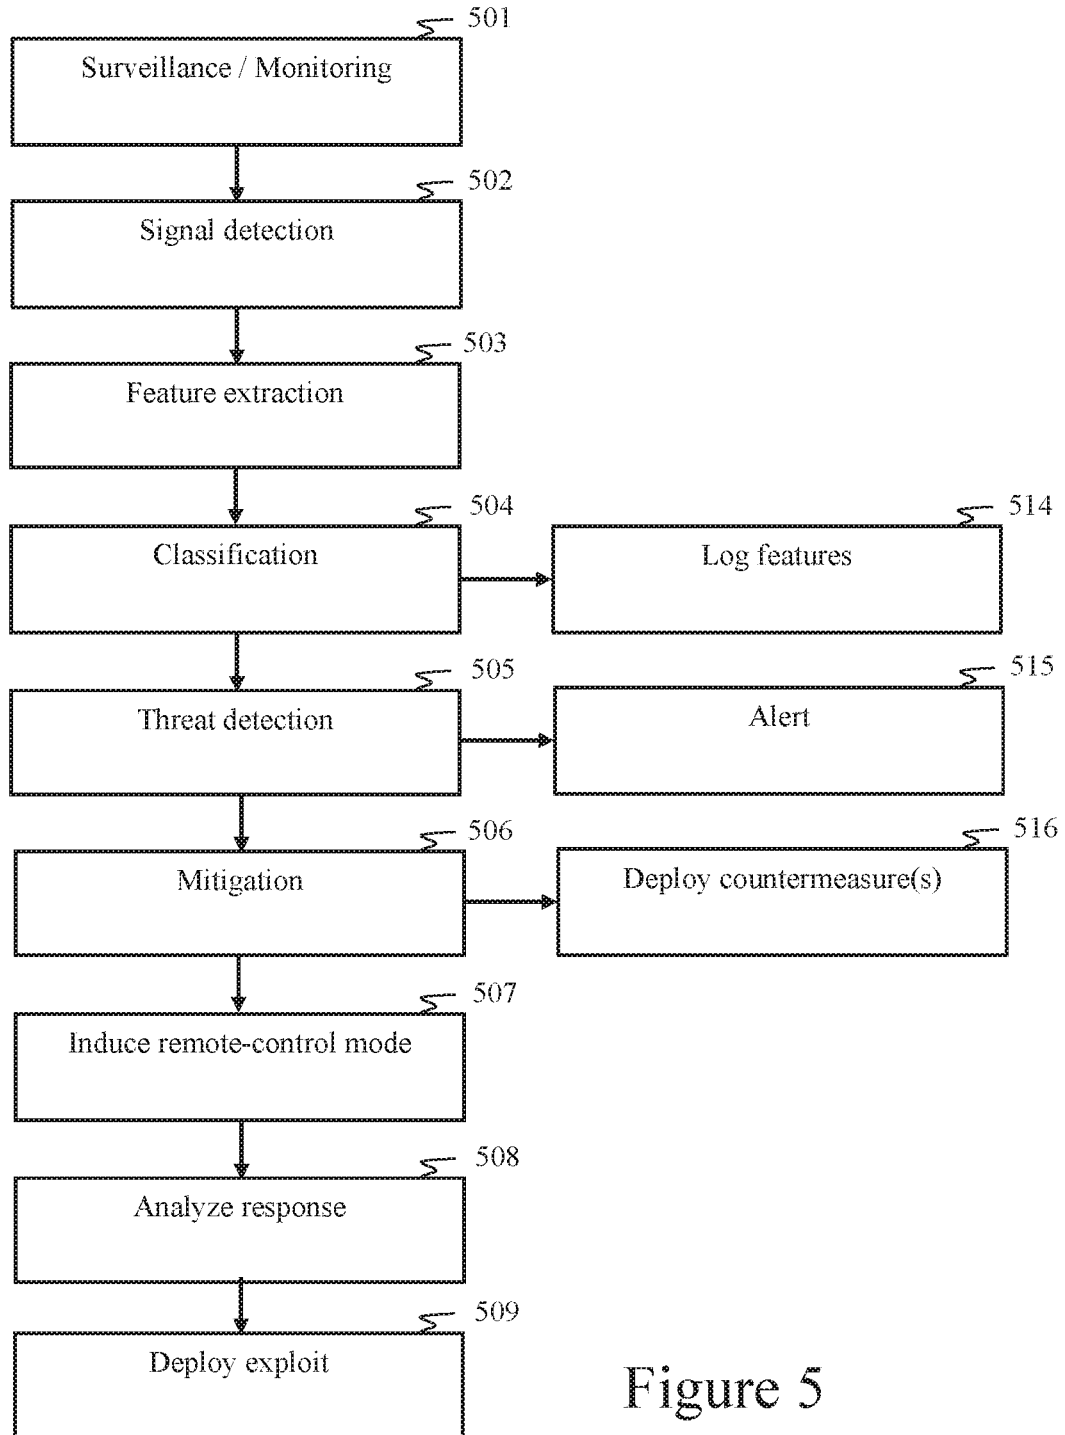 501
Surveillance / Monitoring
502
Signal detection
503
Feature extraction
504
Classification
514
Log features
505
Threat detection
515
Alert
506
Mitigation
516
Deploy countermeasure(s)
507
Induce remote-control mode
508
Analyze response
509
Deploy exploit
Figure 5